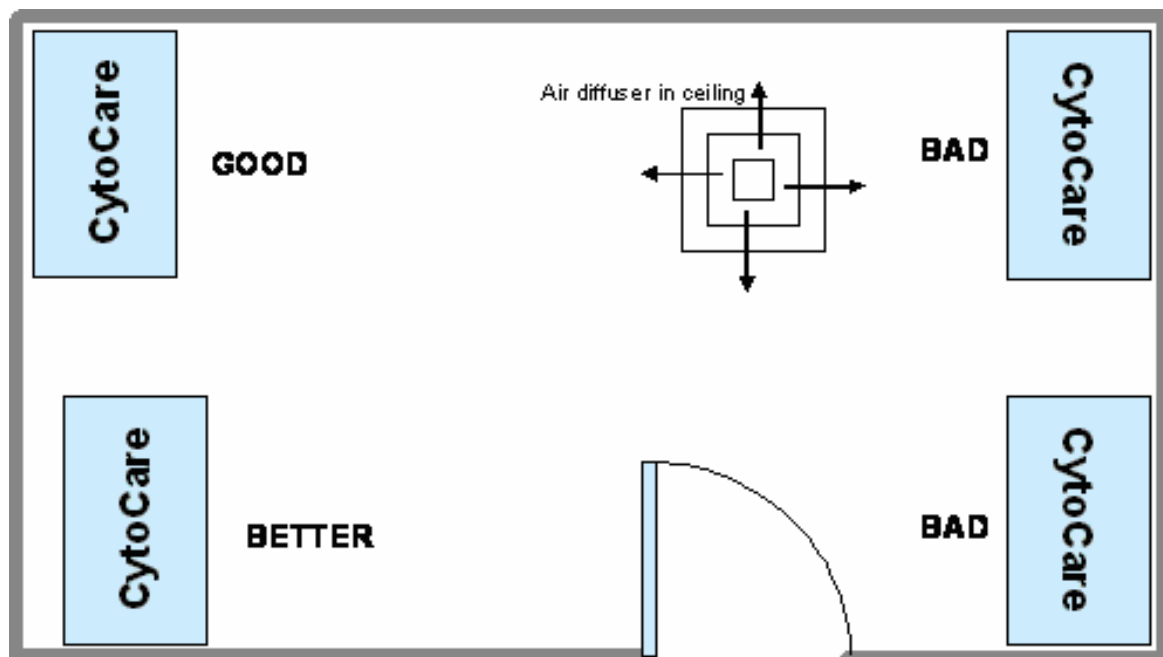 CytoCare
GOOD
Air diffuser in ceiling
BAD
CytoCare
CytoCare
BETTER
BAD
CytoCare